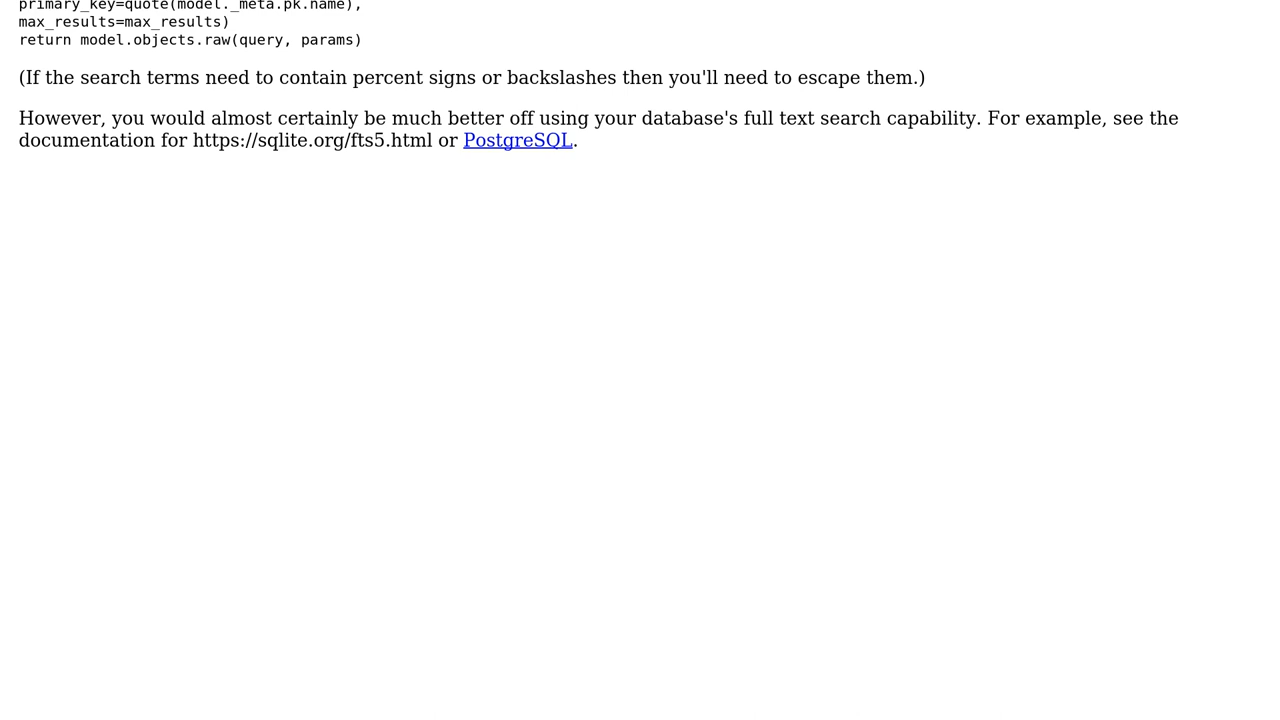 primary_key=quote(model._meta.pk.name),
max_results=max_results)
return model.objects.raw(query, params)
(If the search terms need to contain percent signs or backslashes then you'll need to escape them.)
However, you would almost certainly be much better off using your database's full text search capability. For example, see the
documentation for https://sqlite.org/fts5.html or PostgreSQL.